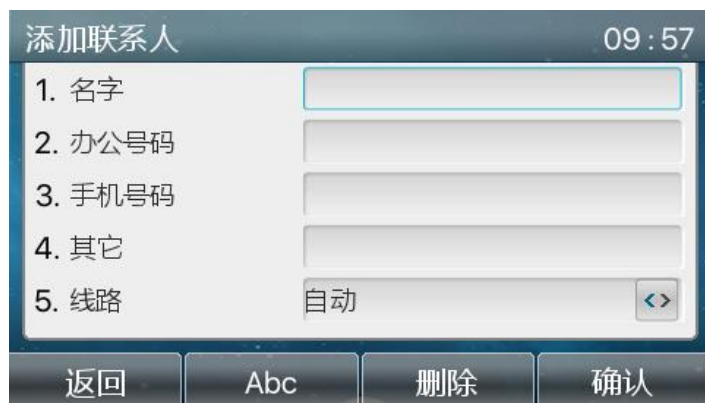 添加联系人 09:57
1. 名字
2. 办公号码
3. 手机号码
4. 其它
5. 线路 自动 <>
返回 Abc 删除 确认